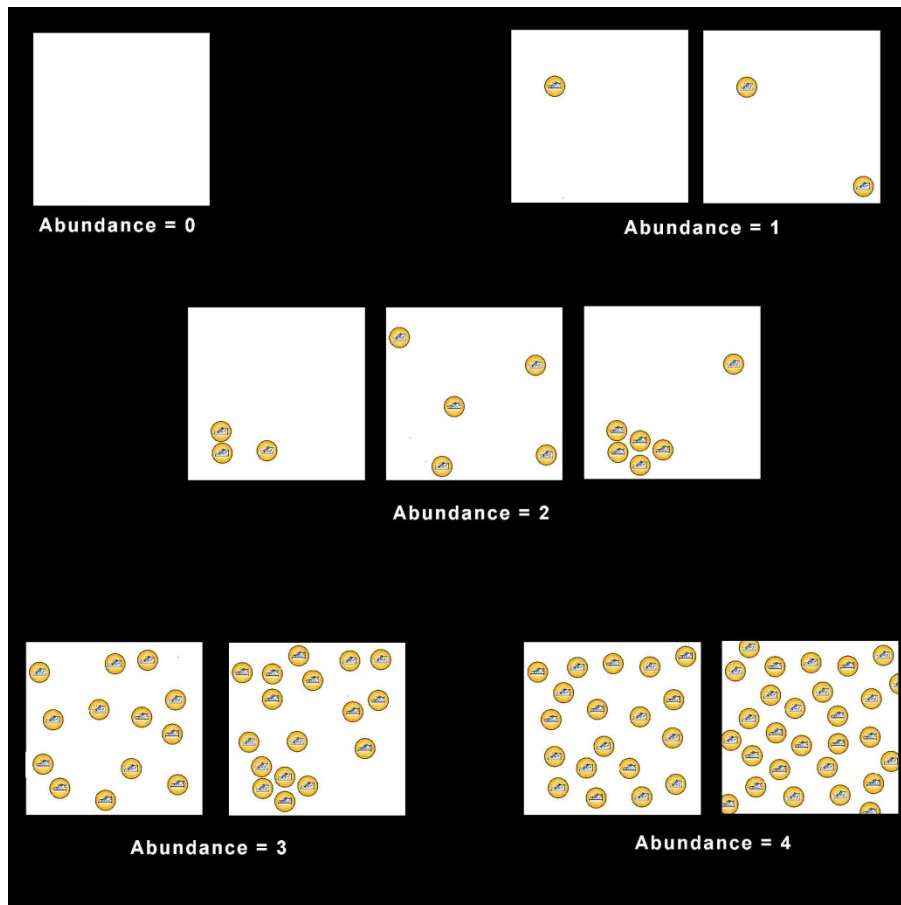 Abundance = 0
Abundance = 1
Abundance = 2
Abundance = 3
Abundance = 4